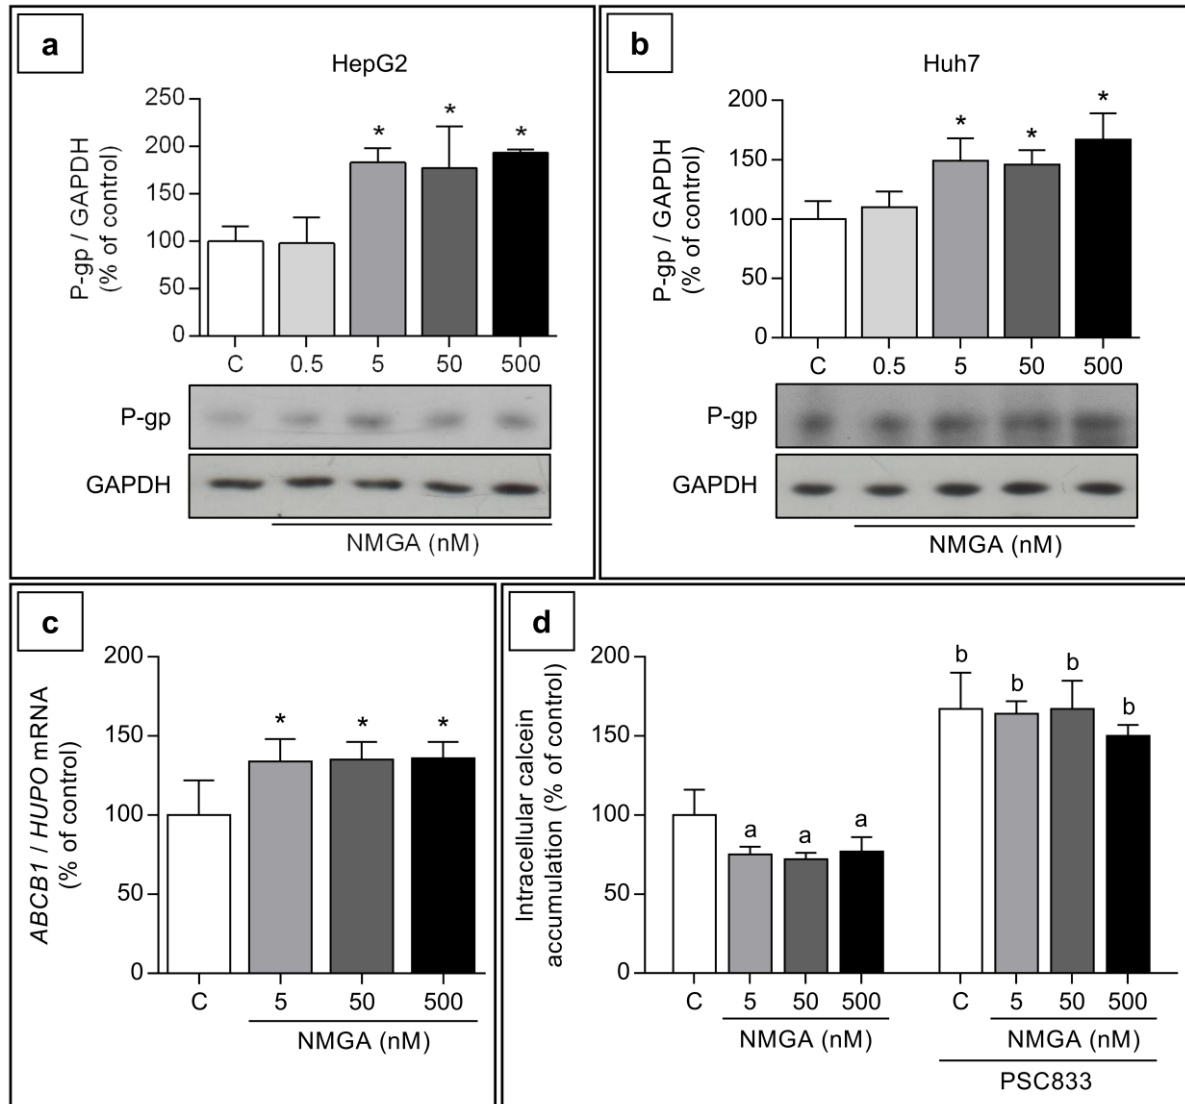 a
HepG2
P-gp / GAPDH
(% of control)
250
200
150
100
50
0
*
*
*
C 0.5 5 50 500
P-gp
GAPDH
NMGA (nM)
b
Huh7
P-gp / GAPDH
(% of control)
200
150
100
50
0
*
*
*
C 0.5 5 50 500
P-gp
GAPDH
NMGA (nM)
c
ABCB1 / HUPO mRNA
(% of control)
200
150
100
50
0
* * *
C 5 50 500
NMGA (nM)
d
Intracellular calcein
accumulation (% of control)
200
150
100
50
0
a a a
b b b b
C 5 50 500 C 5 50 500
NMGA (nM) NMGA (nM)
PSC833